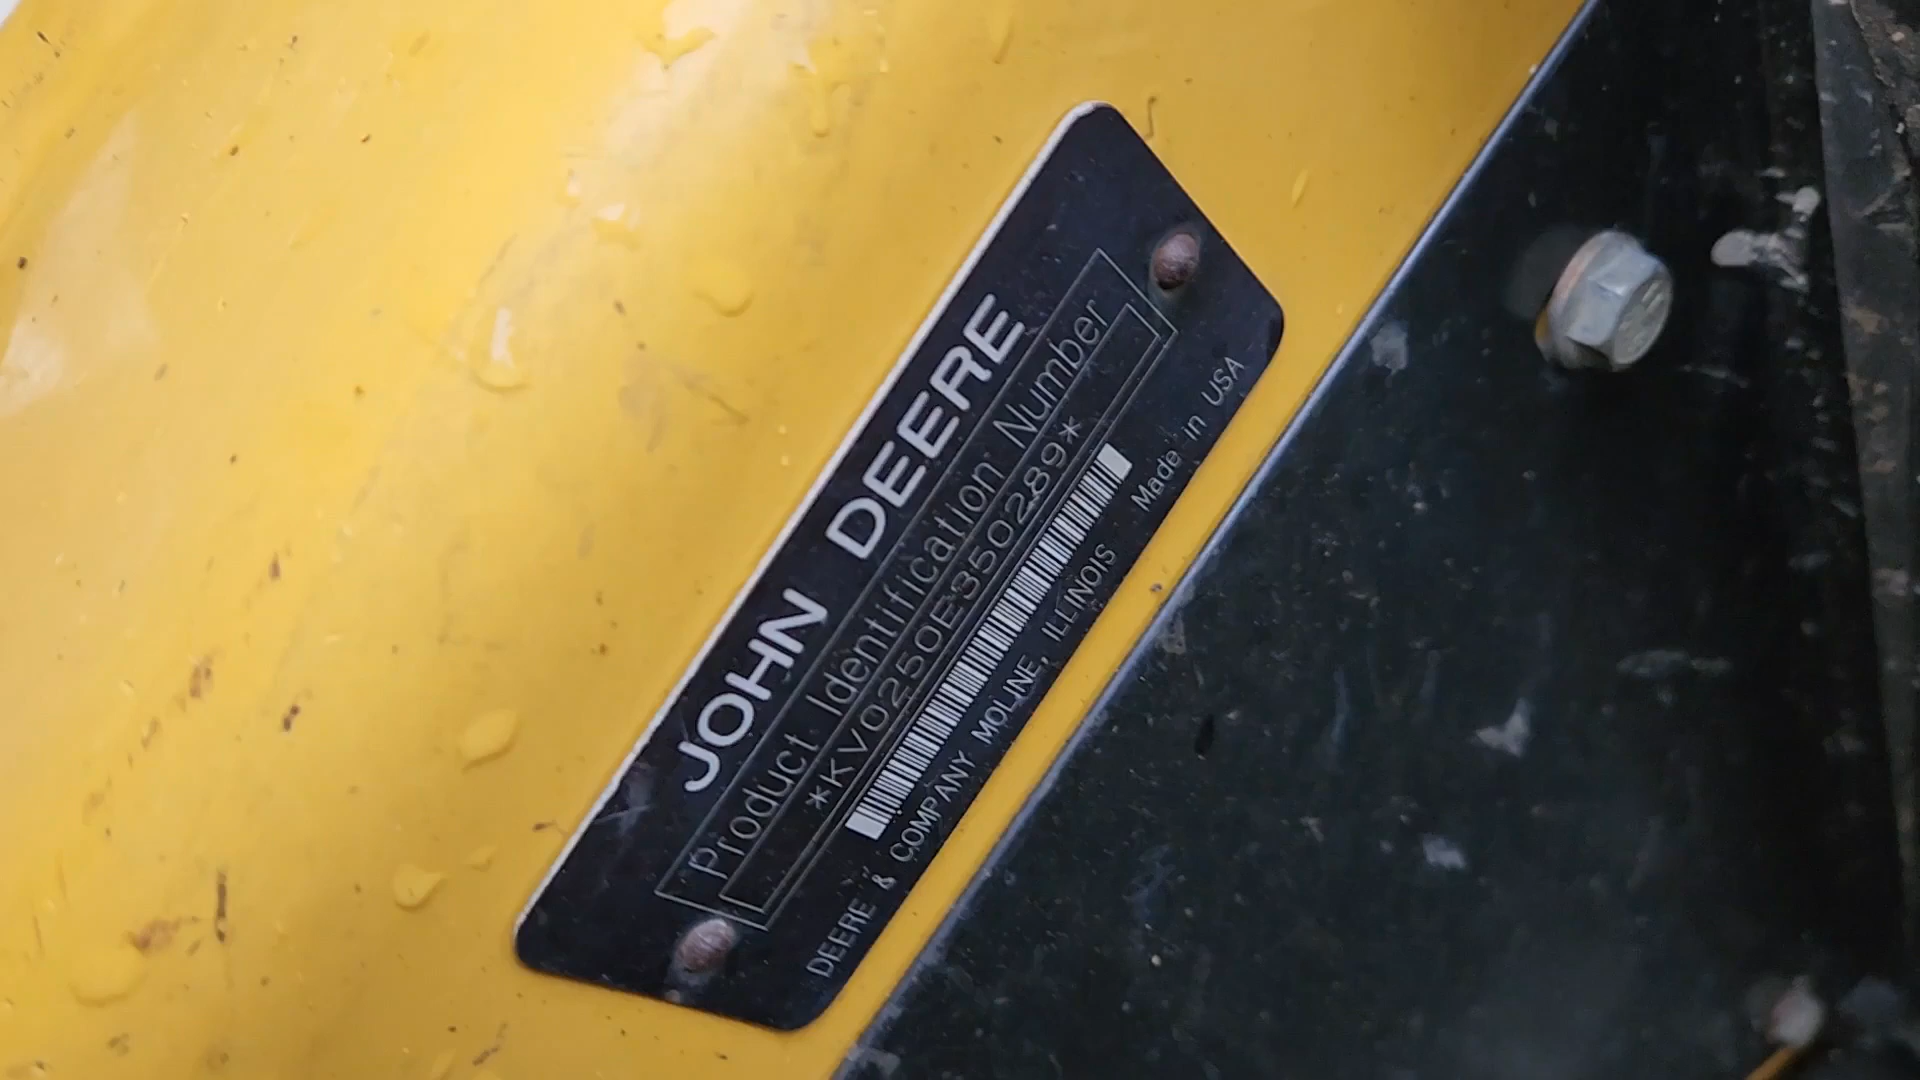 JOHN DEERE
Product Identification Number
*KV0250E350289*
DEERE & COMPANY MOLINE, ILLINOIS Made in USA